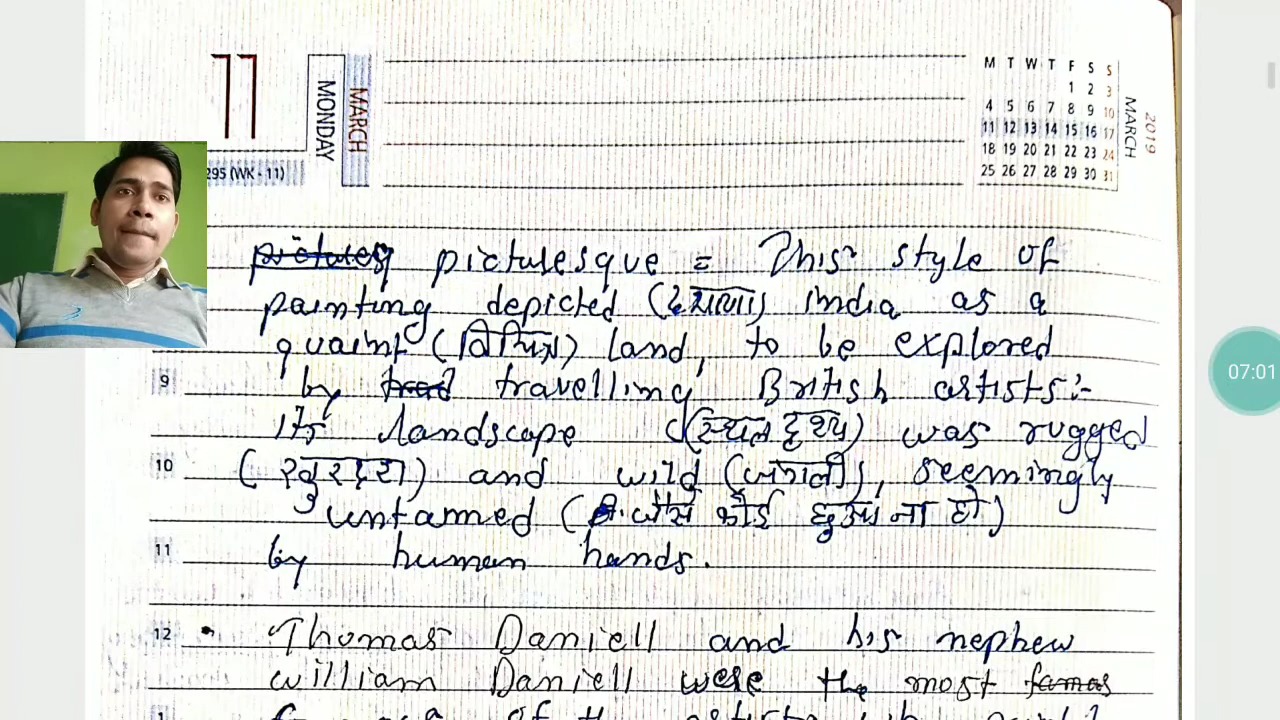 11
MONDAY
MARCH
295 (WK - 11)
M T W T F S S
1 2 3
4 5 6 7 8 9 10
11 12 13 14 15 16 17
18 19 20 21 22 23 24
25 26 27 28 29 30 31
MARCH
2019
picturesque = This style of
painting depicted (दर्शाया) india as a
quaint (विचित्र) land, to be explored
9
by travelling British artists:-
Its landscape (स्थल दृश्य) was rugged
10
(खुरदरा) and wild (जंगली), seemingly
untamed (जैसे कोई छुआ ना हो)
11
by human hands.
12
• Thomas Daniell and his nephew
william Daniell were the most
1
07:01